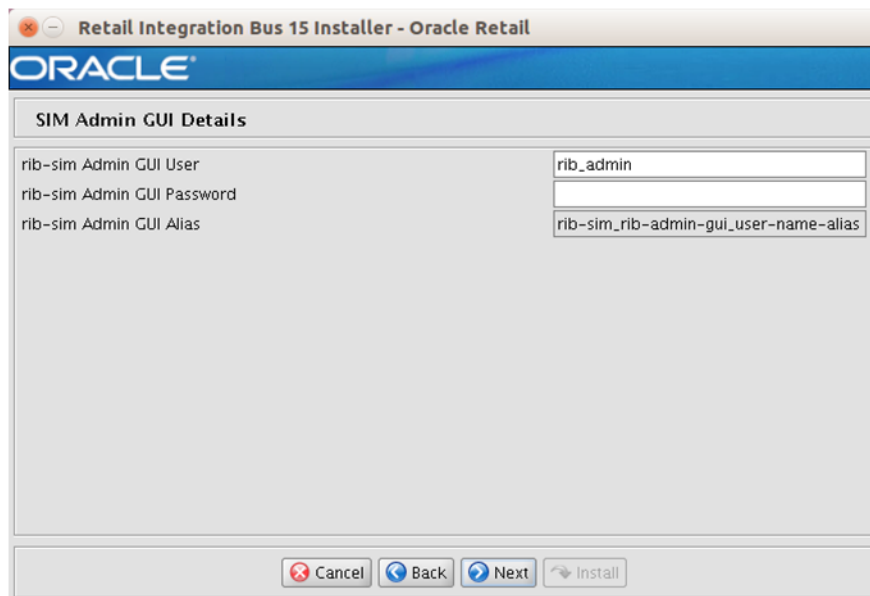 Retail Integration Bus 15 Installer - Oracle Retail
ORACLE®
SIM Admin GUI Details
rib-sim Admin GUI User rib_admin
rib-sim Admin GUI Password
rib-sim Admin GUI Alias rib-sim_rib-admin-gui_user-name-alias
Cancel Back Next Install